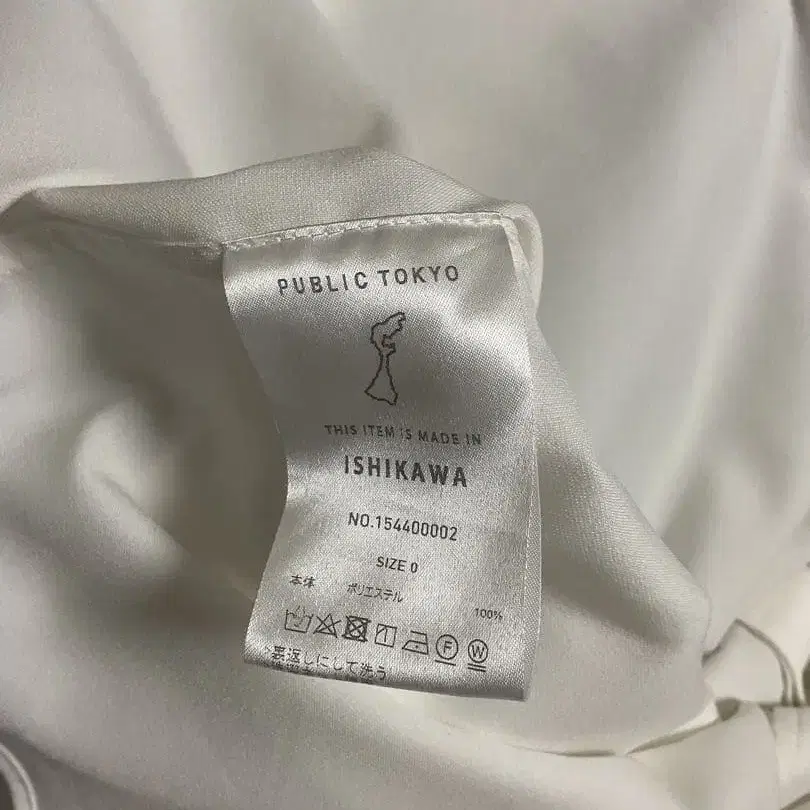 PUBLIC TOKYO
THIS ITEM IS MADE IN
ISHIKAWA
NO.154400002
SIZE 0
本体 ポリエステル 100%
F W
裏返しにして洗う